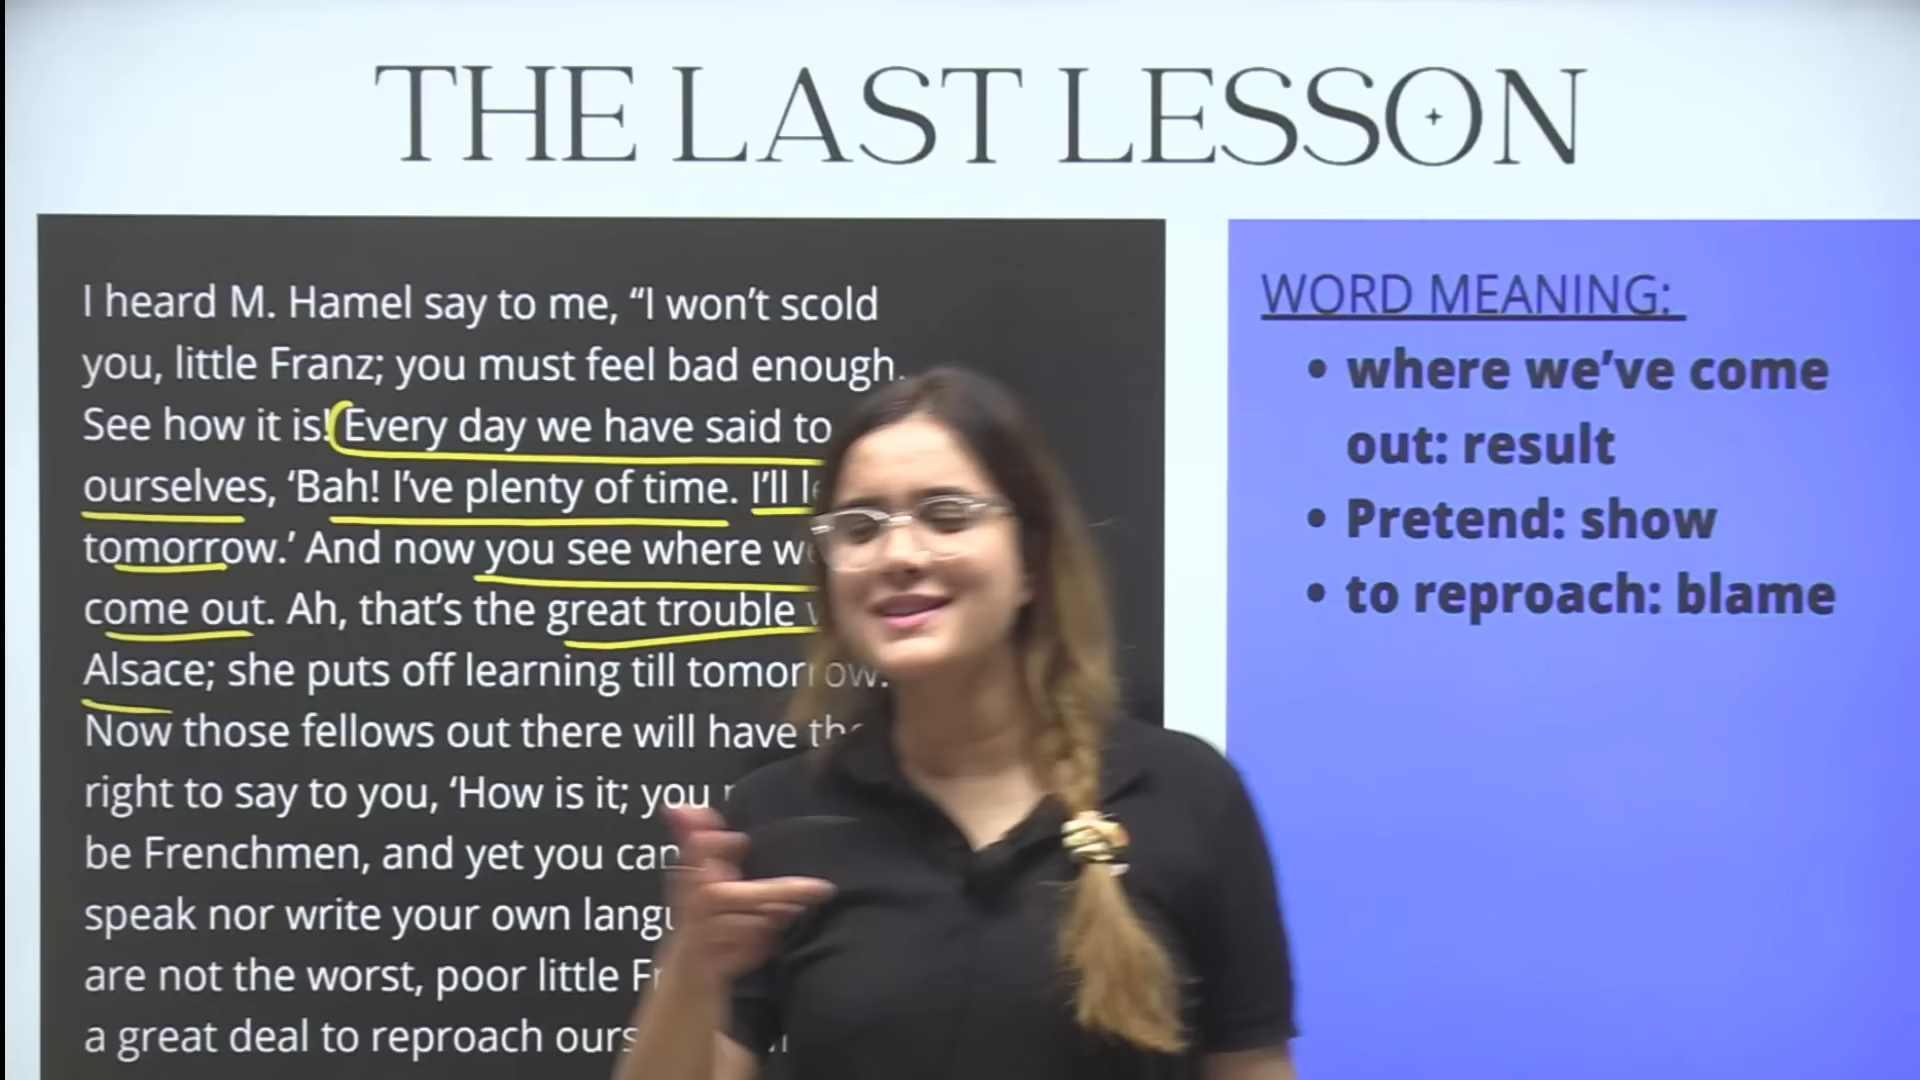 THE LAST LESSON
I heard M. Hamel say to me, “I won’t scold
you, little Franz; you must feel bad enough.
See how it is! Every day we have said to
ourselves, ‘Bah! I’ve plenty of time. I’ll
tomorrow.’ And now you see where
come out. Ah, that’s the great trouble
Alsace; she puts off learning till tomorrow.
Now those fellows out there will have
right to say to you, ‘How is it; you
be Frenchmen, and yet you
speak nor write your own
are not the worst, poor little
a great deal to reproach
WORD MEANING:
• where we’ve come
out: result
• Pretend: show
• to reproach: blame